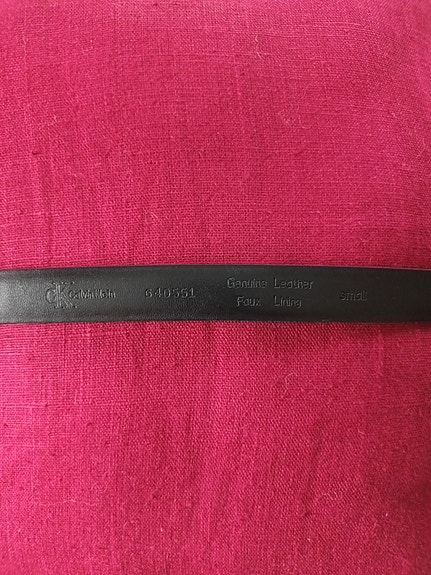 cK Calvin Klein 640551 Genuine Leather small
Faux Lining